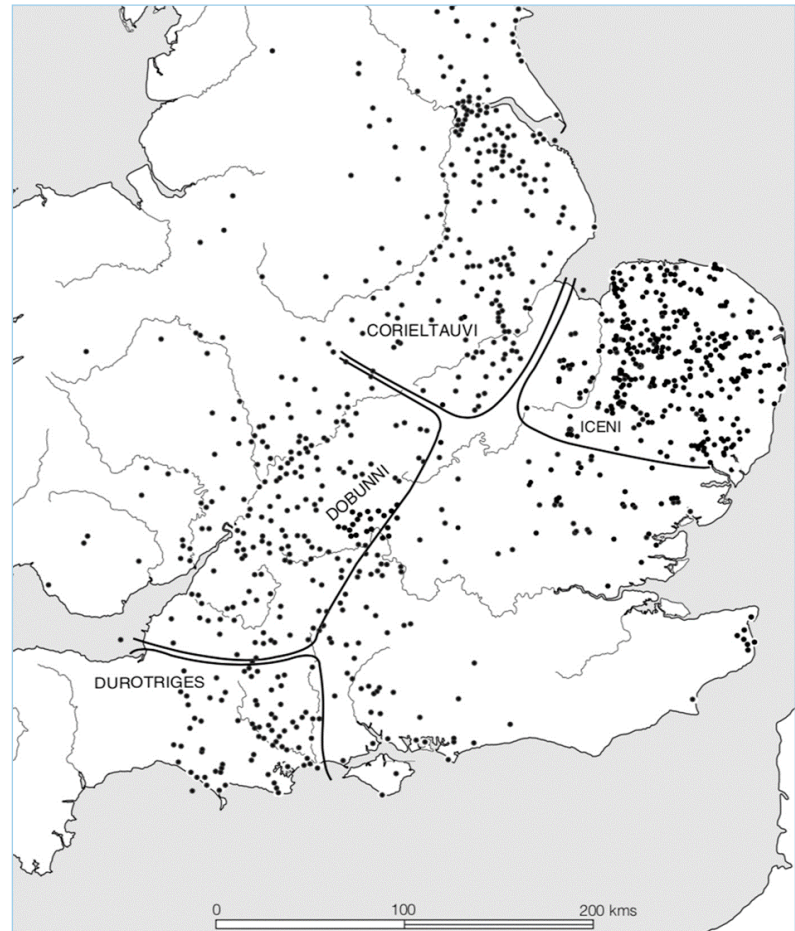 CORIELTAUVI
ICENI
DOBUNNI
DUROTRIGES
0 100 200 kms